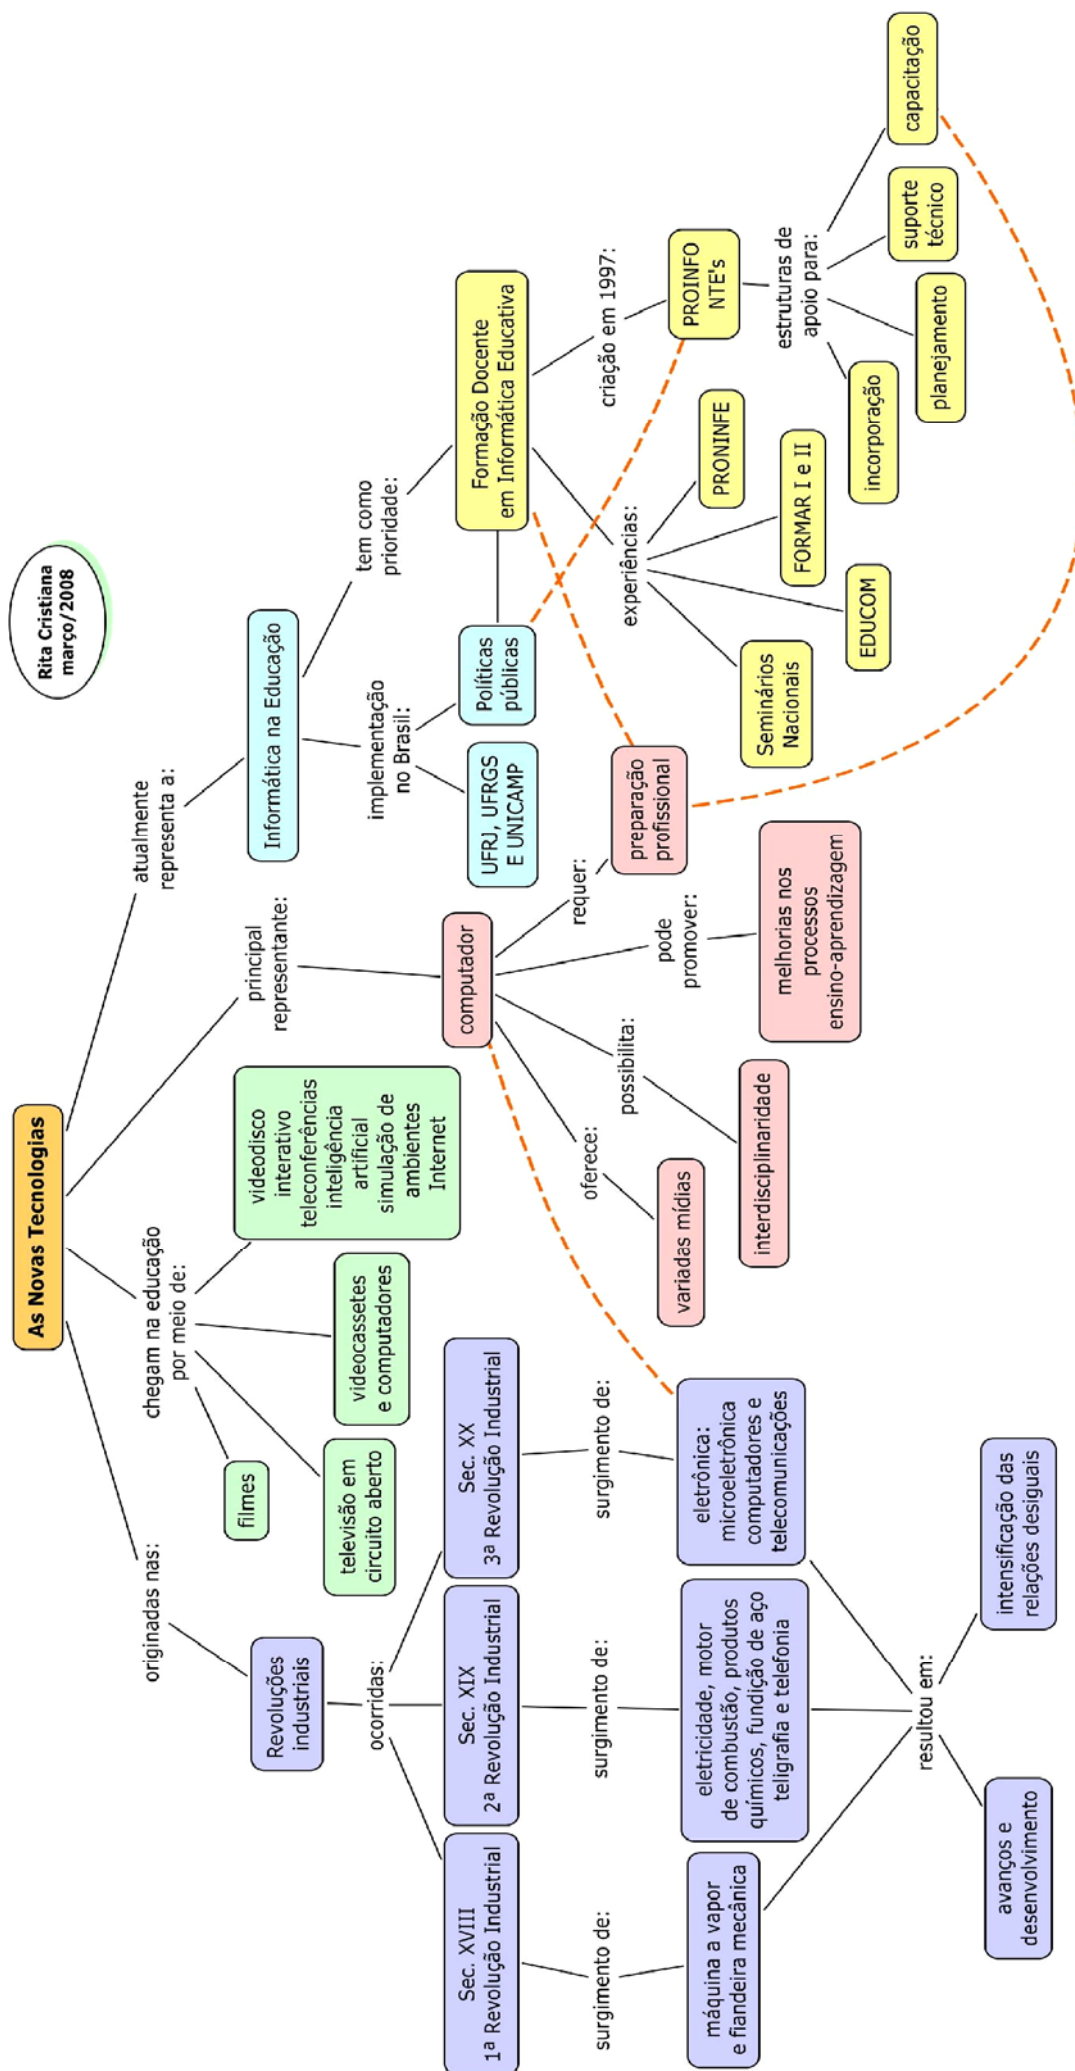 Rita Cristiana
março/2008
As Novas Tecnologias
originadas nas:
chegam na educação
por meio de:
principal
representante:
atualmente
representa a:
Revoluções
industriais
ocorridas:
Sec. XVIII
1ª Revolução Industrial
Sec. XIX
2ª Revolução Industrial
Sec. XX
3ª Revolução Industrial
surgimento de:
surgimento de:
surgimento de:
máquina a vapor
e fiandeira mecânica
eletricidade, motor
de combustão, produtos
químicos, fundição de aço
teligrafia e telefonia
eletrônica:
microeletrônica
computadores e
telecomunicações
resultou em:
avanços e
desenvolvimento
intensificação das
relações desiguais
filmes
televisão em
circuito aberto
videocassetes
e computadores
videodisco
interativo
teleconferências
inteligência
artificial
simulação de
ambientes
Internet
computador
oferece:
possibilita:
pode
promover:
requer:
variadas mídias
interdisciplinaridade
melhorias nos
processos
ensino-aprendizagem
preparação
profissional
Informática na Educação
implementação
no Brasil:
tem como
prioridade:
UFRJ, UFRGS
E UNICAMP
Políticas
públicas
Formação Docente
em Informática Educativa
experiências:
criação em 1997:
Seminários
Nacionais
EDUCOM
FORMAR I e II
PRONINFE
PROINFO
NTE's
estruturas de
apoio para:
incorporação
planejamento
suporte
técnico
capacitação